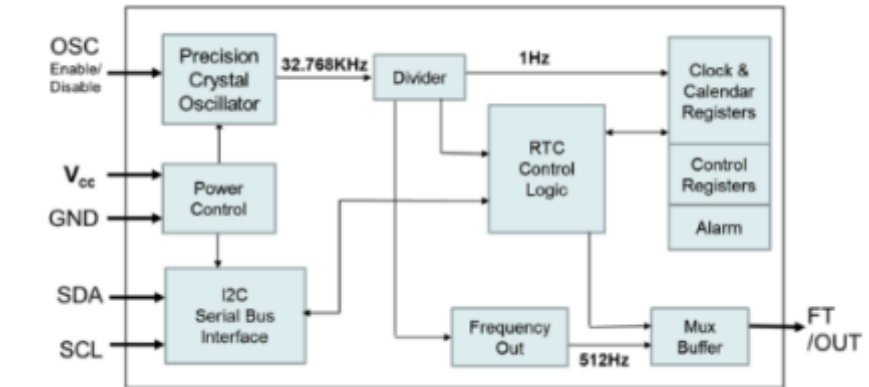 OSC
Enable/
Disable
Precision
Crystal
Oscillator
32.768KHz
Divider
1Hz
Clock &
Calendar
Registers
RTC
Control
Logic
Vcc
GND
Power
Control
Control
Registers
Alarm
SDA
SCL
I2C
Serial Bus
Interface
Frequency
Out
512Hz
Mux
Buffer
FT
/OUT